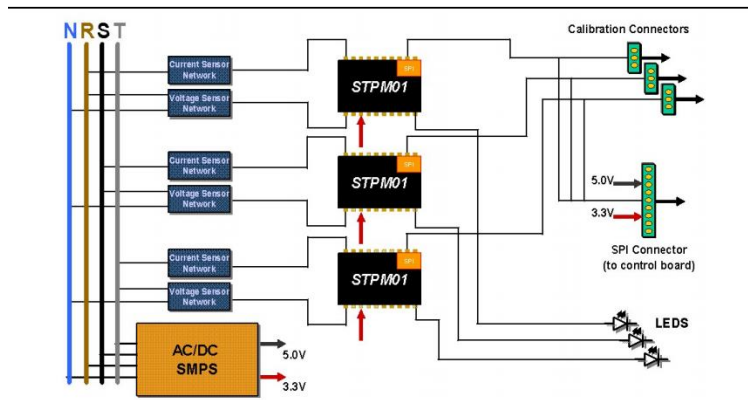 N R S T
Calibration Connectors
Current Sensor
Network
SPI
STPM01
Voltage Sensor
Network
Current Sensor
Network
SPI
STPM01
Voltage Sensor
Network
5.0V
3.3V
SPI Connector
(to control board)
Current Sensor
Network
SPI
STPM01
Voltage Sensor
Network
LEDS
AC/DC
SMPS
5.0V
3.3V